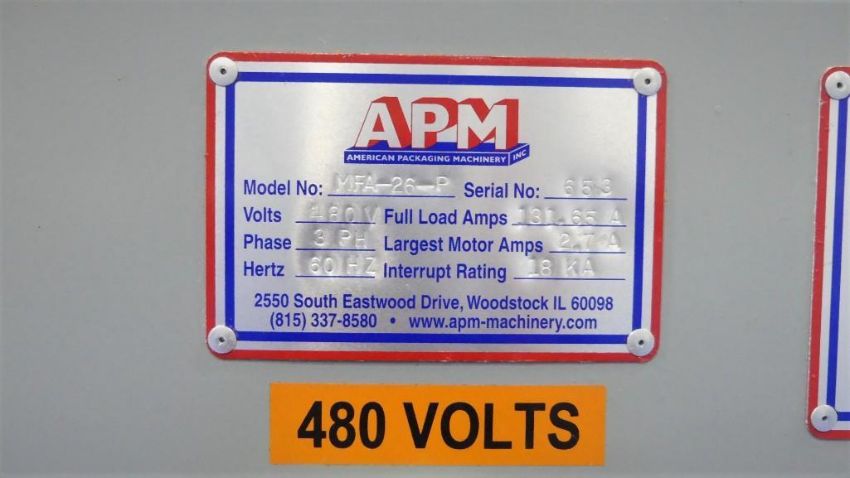 APM
AMERICAN PACKAGING MACHINERY INC
Model No: MFA-26-P Serial No: 653
Volts 480 V Full Load Amps 131.65 A
Phase 3 PH Largest Motor Amps 2.7 A
Hertz 60 HZ Interrupt Rating 18 KA
2550 South Eastwood Drive, Woodstock IL 60098
(815) 337-8580 • www.apm-machinery.com
480 VOLTS